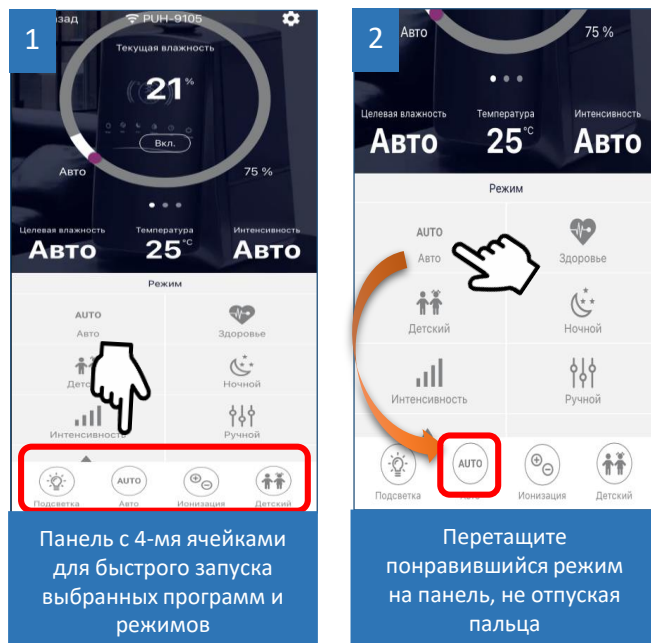 1
зад
PUH-9105
Текущая влажность
21 %
Вкл.
Авто
75 %
Целевая влажность Температура Интенсивность
Авто 25 °C Авто
Режим
AUTO
Авто Здоровье
Ночной
Интенсивность Ручной
AUTO
Подсветка Авто Ионизация Детский
Панель с 4-мя ячейками
для быстрого запуска
выбранных программ и
режимов
2
Авто 75 %
Целевая влажность Температура Интенсивность
Авто 25 °C Авто
Режим
AUTO
Авто Здоровье
Детский Ночной
Интенсивность Ручной
AUTO
Подсветка Авто Ионизация Детский
Перетащите
понравившийся режим
на панель, не отпуская
пальца